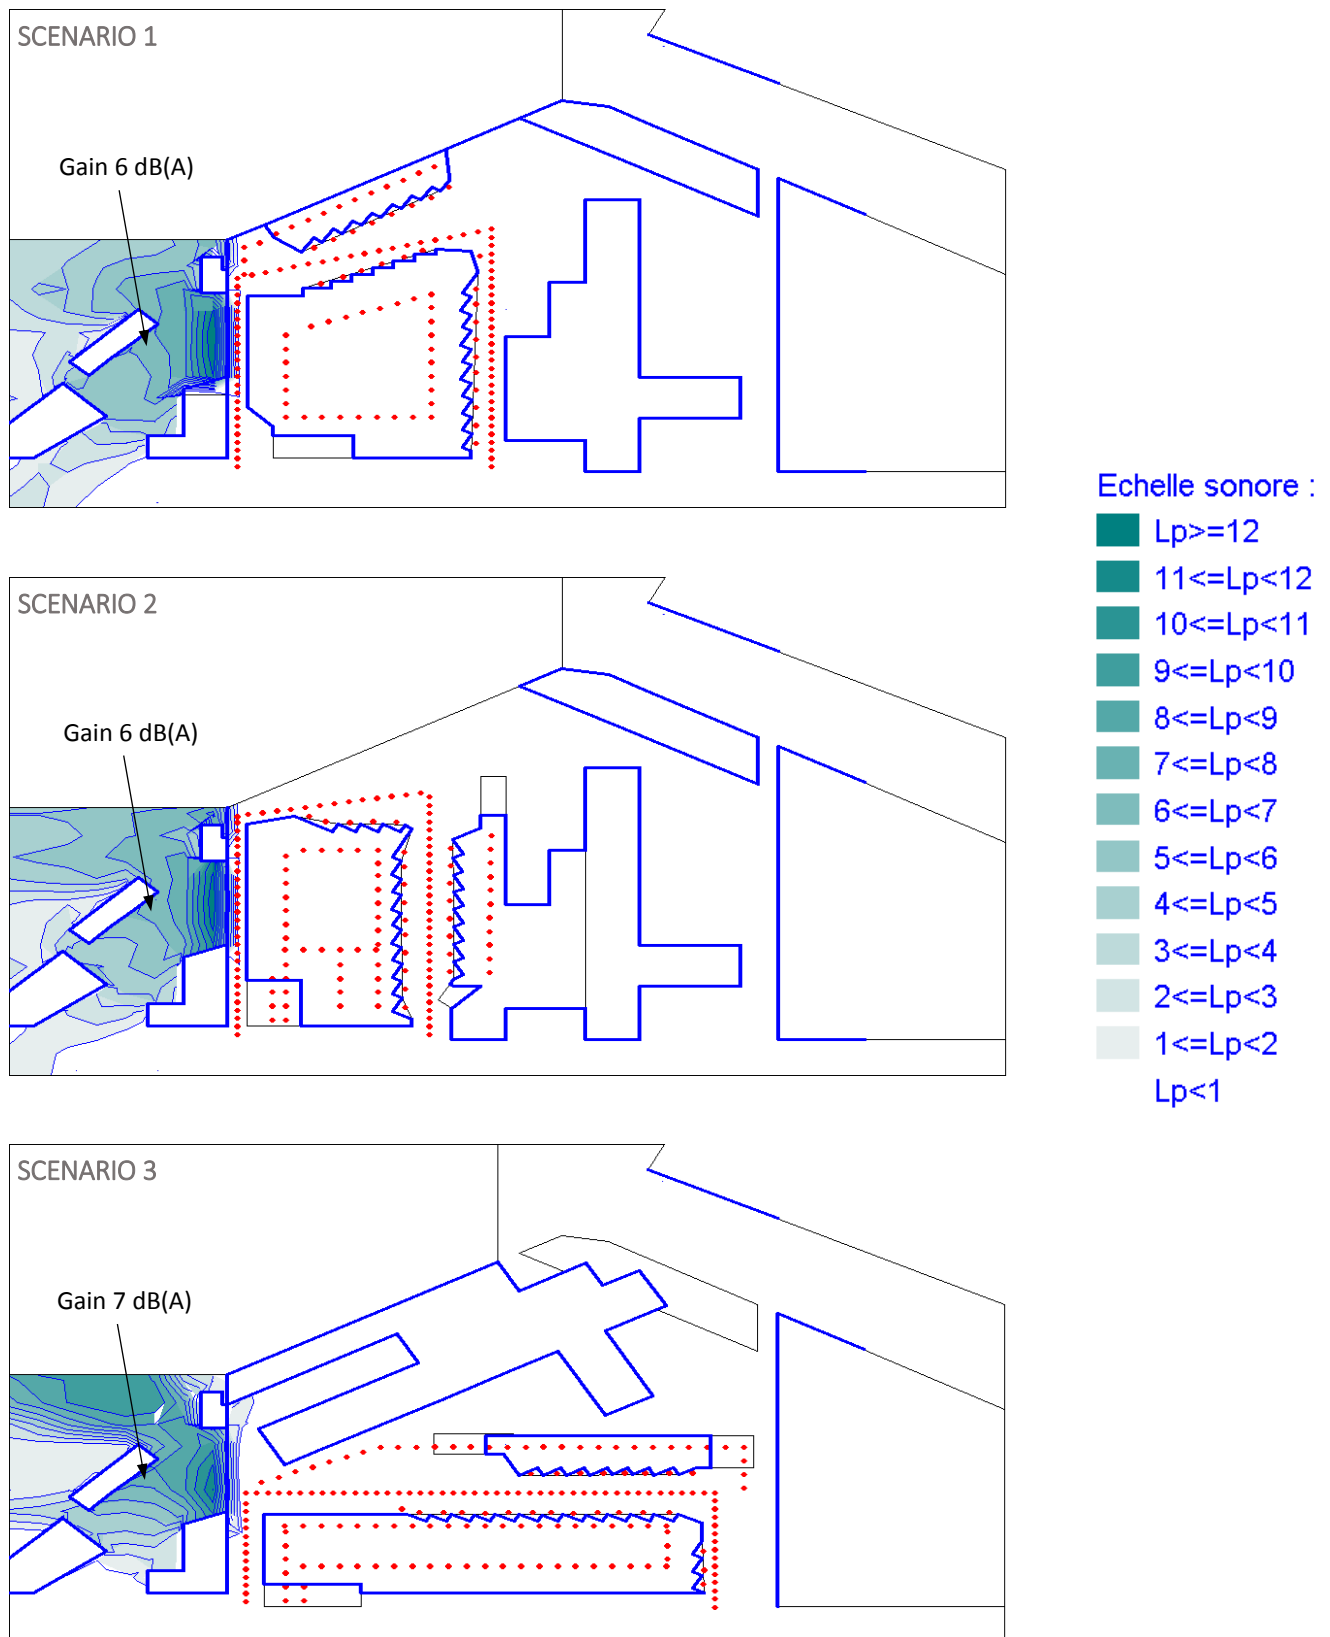 SCENARIO 1
Gain 6 dB(A)
Echelle sonore :
Lp>=12
11<=Lp<12
10<=Lp<11
9<=Lp<10
8<=Lp<9
7<=Lp<8
6<=Lp<7
5<=Lp<6
4<=Lp<5
3<=Lp<4
2<=Lp<3
1<=Lp<2
Lp<1
SCENARIO 2
Gain 6 dB(A)
SCENARIO 3
Gain 7 dB(A)